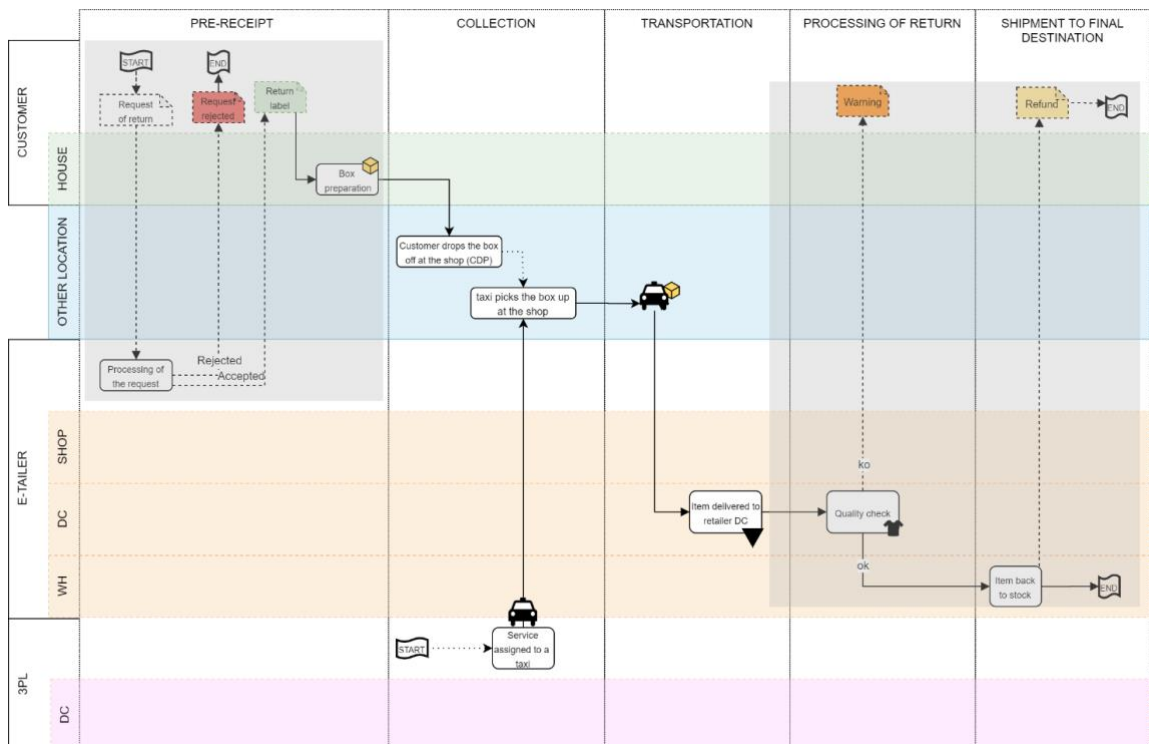 PRE-RECEIPT
COLLECTION
TRANSPORTATION
PROCESSING OF RETURN
SHIPMENT TO FINAL
DESTINATION
CUSTOMER
HOUSE
OTHER LOCATION
E-TAILER
SHOP
DC
WH
3PL
DC
START
END
Request
of return
Request
rejected
Return
label
Box
preparation
Processing of
the request
Rejected
Accepted
Customer drops the box
off at the shop (CDP)
taxi picks the box up
at the shop
START
Service
assigned to a
taxi
Item delivered to
retailer DC
Warning
ko
Quality check
ok
Refund
END
Item back
to stock
END